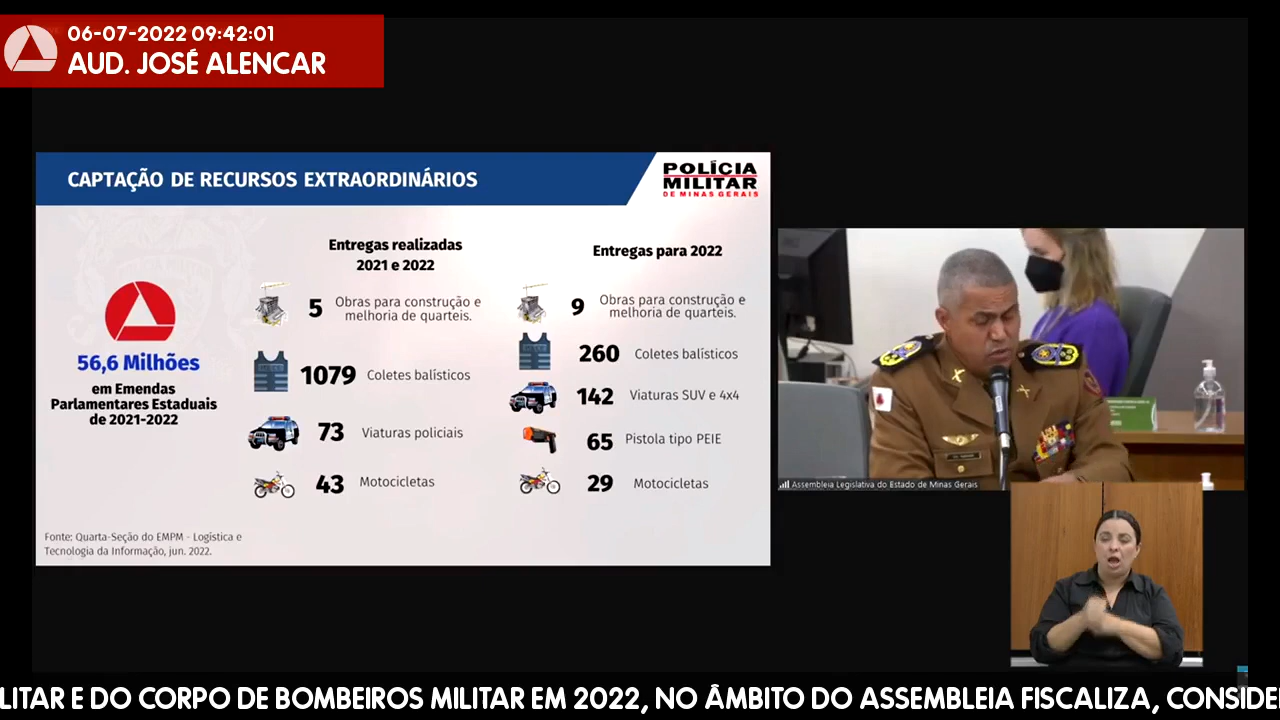 06-07-2022 09:42:01
AUD. JOSÉ ALENCAR
CAPTAÇÃO DE RECURSOS EXTRAORDINÁRIOS
POLÍCIA
MILITAR
DE MINAS GERAIS
56,6 Milhões
em Emendas
Parlamentares Estaduais
de 2021-2022
Entregas realizadas
2021 e 2022
5 Obras para construção e
melhoria de quarteis.
1079 Coletes balísticos
73 Viaturas policiais
43 Motocicletas
Entregas para 2022
9 Obras para construção e
melhoria de quarteis.
260 Coletes balísticos
142 Viaturas SUV e 4x4
65 Pistola tipo PEIE
29 Motocicletas
Fonte: Quarta-Seção do EMPM - Logística e
Tecnologia da Informação, jun. 2022.
Assembleia Legislativa do Estado de Minas Gerais
LITAR E DO CORPO DE BOMBEIROS MILITAR EM 2022, NO ÂMBITO DO ASSEMBLEIA FISCALIZA, CONSIDE